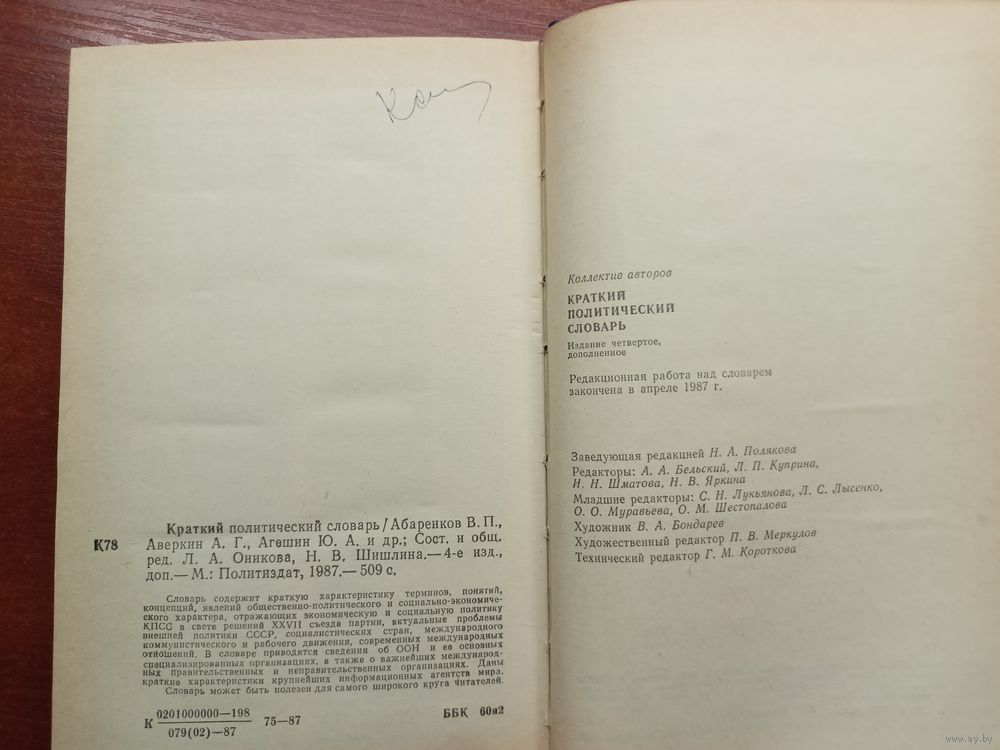 К78
Краткий политический словарь/Абаренков В. П.,
Аверкин А. Г., Агешин Ю. А. и др.; Сост. и общ.
ред. Л. А. Оникова, Н. В. Шишлина.— 4-е изд.,
доп.— М.: Политиздат, 1987.— 509 с.
Словарь содержит краткую характеристику терминов, понятий,
концепций, явлений общественно-политического и социально-экономиче-
ского характера, отражающих экономическую и социальную политику
КПСС в свете решений XXVII съезда партии, актуальные проблемы
внешней политики СССР, социалистических стран, международного
коммунистического и рабочего движения, современных международных
отношений. В словаре приводятся сведения об ООН и ее основных
специализированных организациях, а также о важнейших международ-
ных правительственных и неправительственных организациях. Даны
краткие характеристики крупнейших информационных агентств мира.
Словарь может быть полезен для самого широкого круга читателей.
К 0201000000—198
079(02)—87
75—87
ББК 60я2
Коллектив авторов
КРАТКИЙ
ПОЛИТИЧЕСКИЙ
СЛОВАРЬ
Издание четвертое,
дополненное
Редакционная работа над словарем
закончена в апреле 1987 г.
Заведующая редакцией Н. А. Полякова
Редакторы: А. А. Бельский, Л. П. Куприна,
И. Н. Шматова, Н. В. Яркина
Младшие редакторы: С. Н. Лукьянова, Л. С. Лысенко,
О. О. Муравьева, О. М. Шестопалова
Художник В. А. Бондарев
Художественный редактор П. В. Меркулов
Технический редактор Г. М. Короткова
www.ay.by